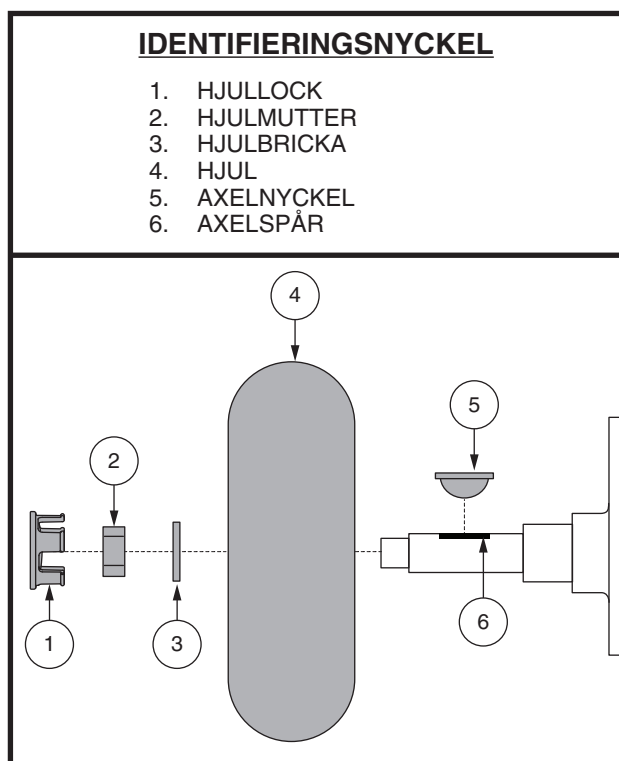 IDENTIFIERINGSNYCKEL
1. HJULLOCK
2. HJULMUTTER
3. HJULBRICKA
4. HJUL
5. AXELNYCKEL
6. AXELSPÅR
4
5
2
1
3
6